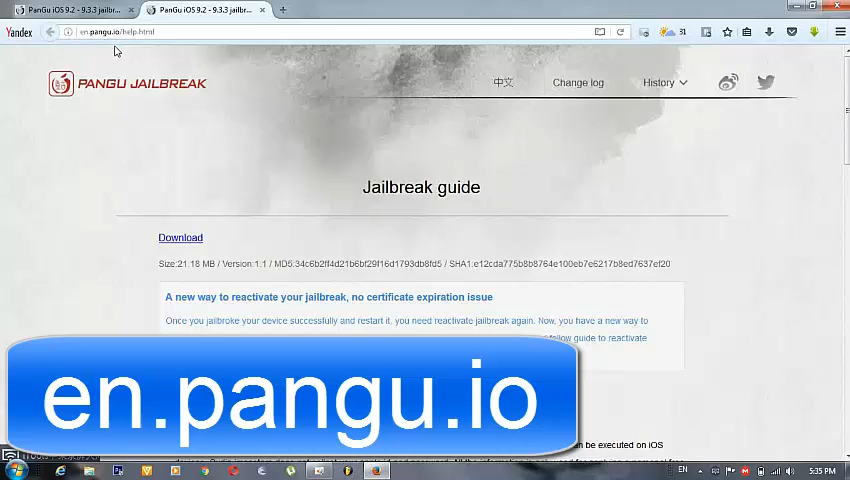 PanGu iOS 9.2 - 9.3.3 jailbr...
PanGu iOS 9.2 - 9.3.3 jailbr...
Yandex
en.pangu.io/help.html
31
PANGU JAILBREAK
中文
Change log
History
Jailbreak guide
Download
Size:21.18 MB / Version:1.1 / MD5:34c6b2ff4d21b6bf29f16d1793db8fd5 / SHA1:e12cda775b8b8764e100eb7e6217b8ed7637ef20
A new way to reactivate your jailbreak, no certificate expiration issue
Once you jailbroke your device successfully and restart it, you need reactivate jailbreak again. Now, you have a new way to
follow guide to reactivate
en.pangu.io
can be executed on iOS
EN
5:35 PM